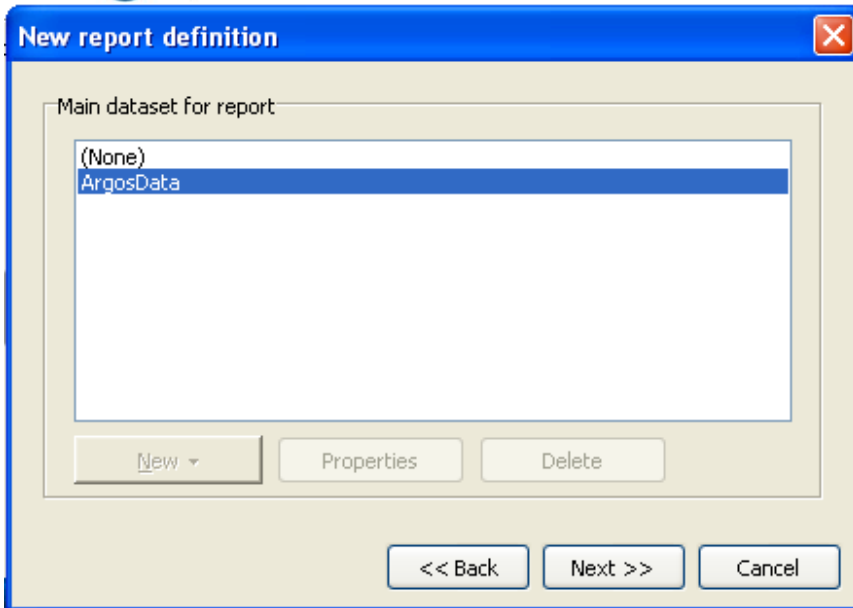 New report definition
Main dataset for report
(None)
ArgosData
New
Properties
Delete
<< Back
Next >>
Cancel